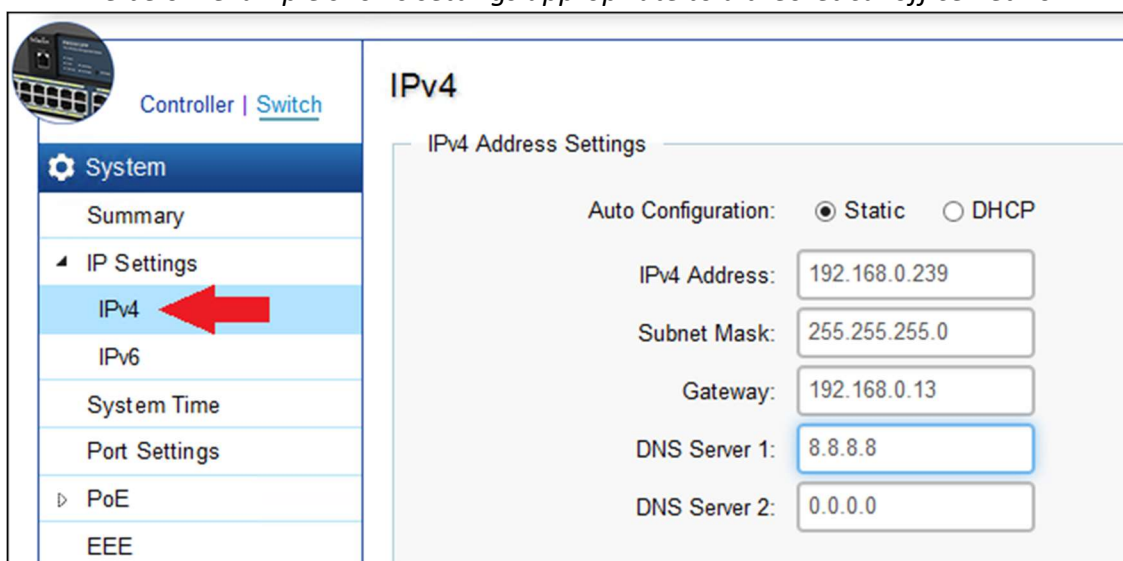 Controller | Switch
IPv4
System
IPv4 Address Settings
Summary
Auto Configuration: Static DHCP
IP Settings
IPv4 Address: 192.168.0.239
IPv4
Subnet Mask: 255.255.255.0
IPv6
Gateway: 192.168.0.13
System Time
Port Settings
DNS Server 1: 8.8.8.8
PoE
DNS Server 2: 0.0.0.0
EEE